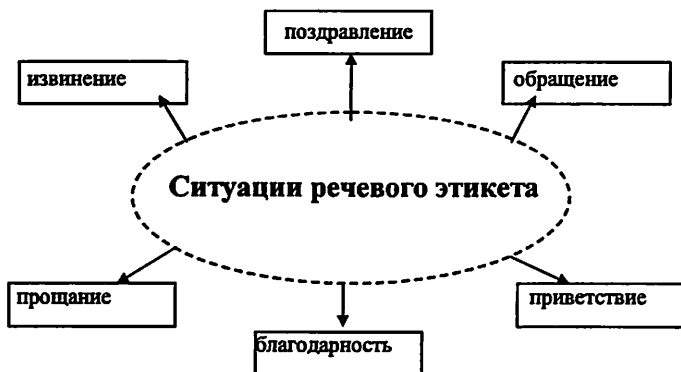 поздравление
извинение
обращение
Ситуации речевого этикета
прощание
приветствие
благодарность